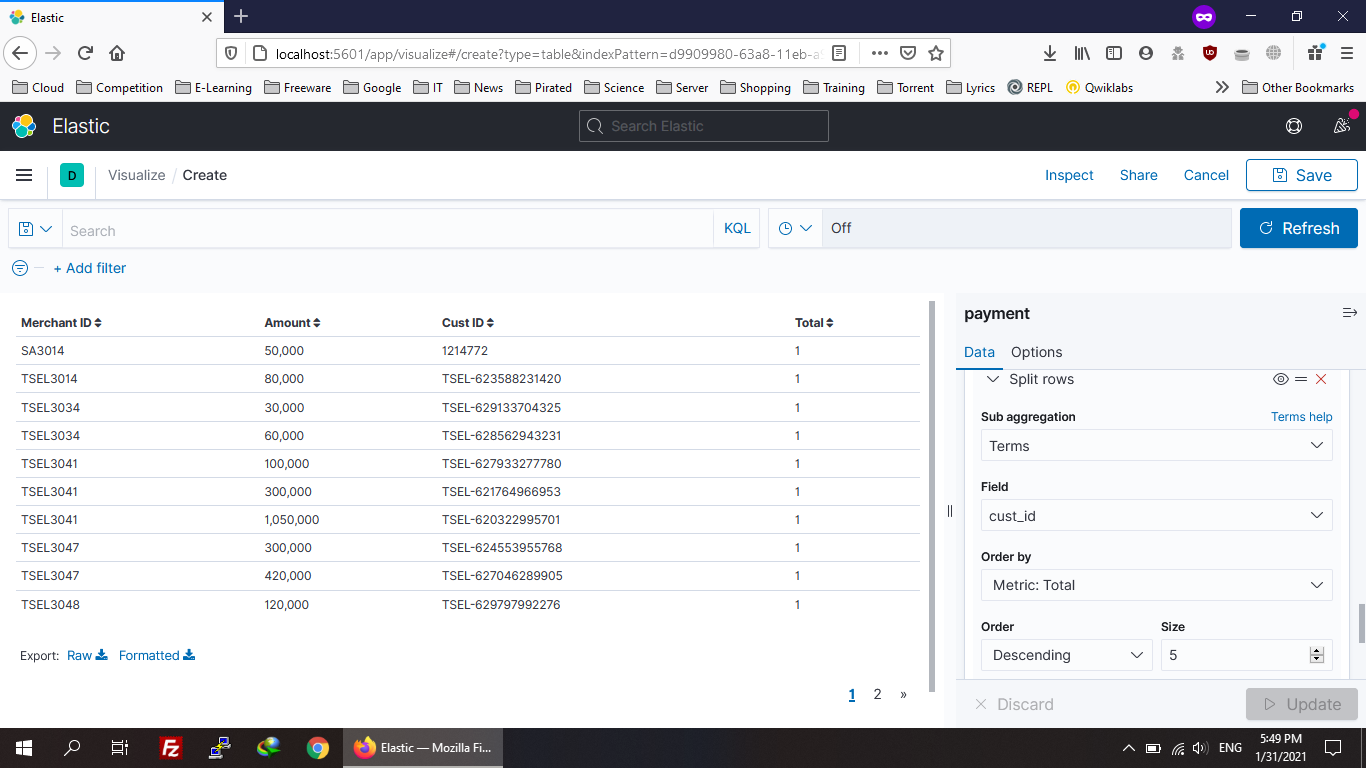 Elastic
localhost:5601/app/visualize#/create?type=table&indexPattern=d9909980-63a8-11eb-a
Cloud Competition E-Learning Freeware Google IT News Pirated Science Server Shopping Training Torrent Lyrics REPL Qwiklabs Other Bookmarks
Elastic Search Elastic
D Visualize / Create Inspect Share Cancel Save
Search KQL Off Refresh
+ Add filter
Merchant ID Amount Cust ID Total
SA3014 50,000 1214772 1
TSEL3014 80,000 TSEL-623588231420 1
TSEL3034 30,000 TSEL-629133704325 1
TSEL3034 60,000 TSEL-628562943231 1
TSEL3041 100,000 TSEL-627933277780 1
TSEL3041 300,000 TSEL-621764966953 1
TSEL3041 1,050,000 TSEL-620322995701 1
TSEL3047 300,000 TSEL-624553955768 1
TSEL3047 420,000 TSEL-627046289905 1
TSEL3048 120,000 TSEL-629797992276 1
Export: Raw Formatted
1 2 »
payment
Data Options
Split rows
Sub aggregation Terms help
Terms
Field
cust_id
Order by
Metric: Total
Order Size
Descending 5
Discard Update
Elastic — Mozilla Fi...
ENG
5:49 PM
1/31/2021